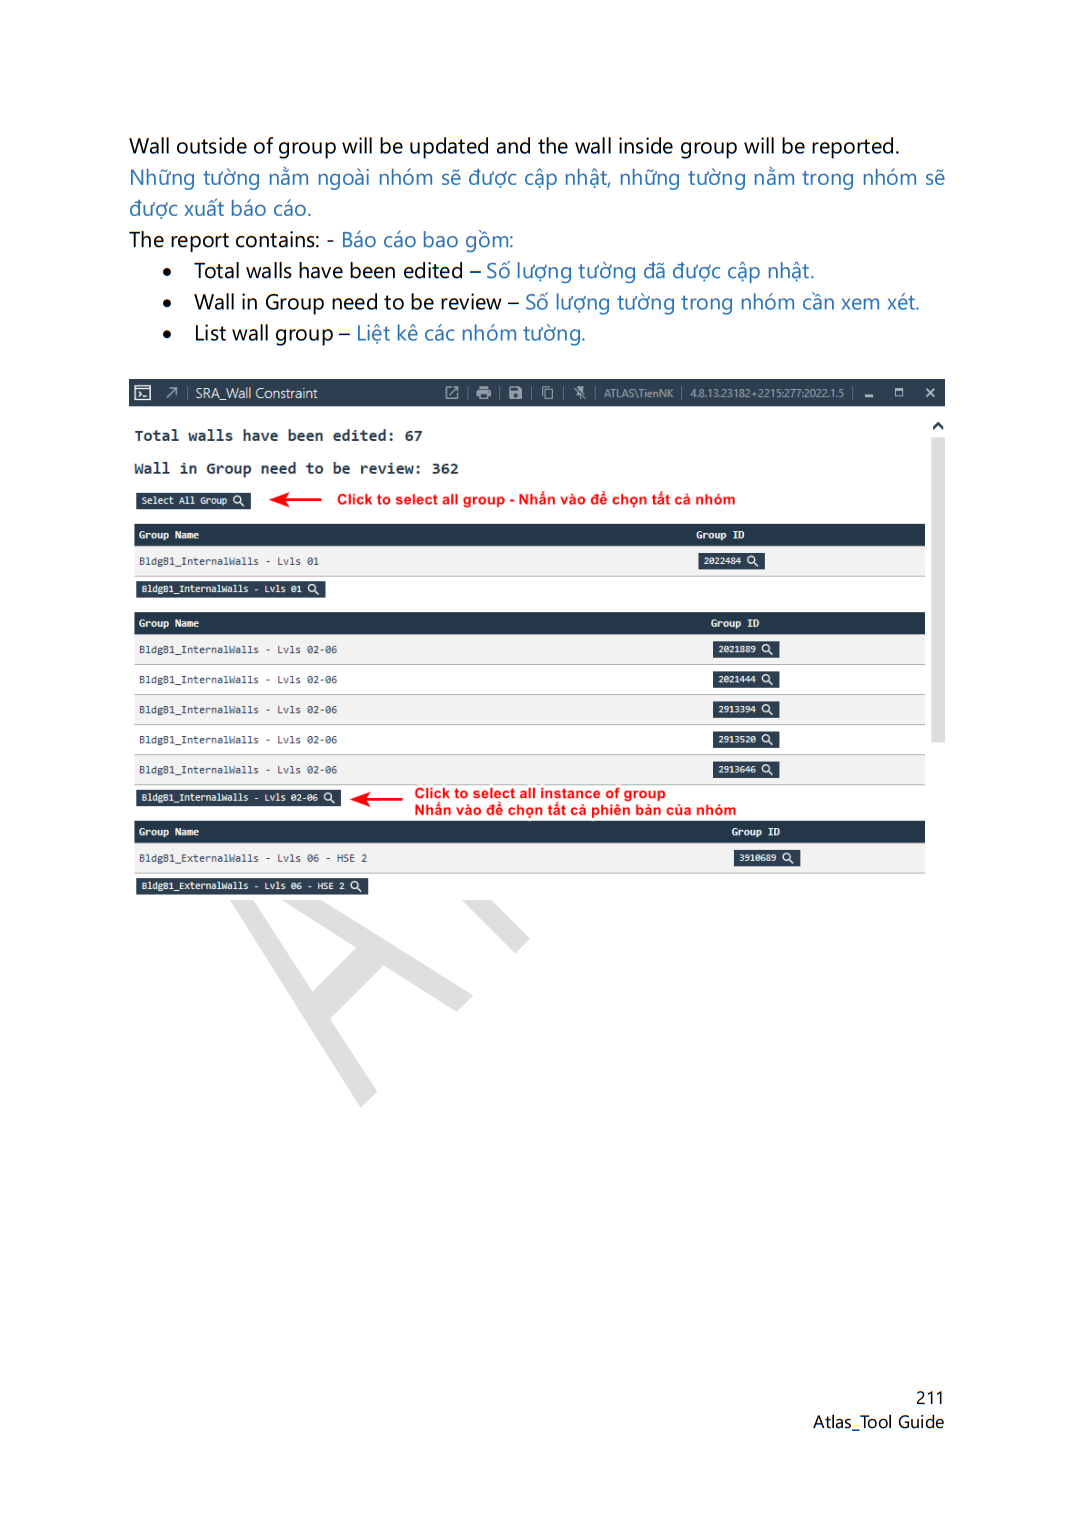 Wall outside of group will be updated and the wall inside group will be reported.
Những tường nằm ngoài nhóm sẽ được cập nhật, những tường nằm trong nhóm sẽ
được xuất báo cáo.
The report contains: - Báo cáo bao gồm:
• Total walls have been edited – Số lượng tường đã được cập nhật.
• Wall in Group need to be review – Số lượng tường trong nhóm cần xem xét.
• List wall group – Liệt kê các nhóm tường.
SRA_Wall Constraint ATLAS\TienNK 4.8.13.23182+2215:277:2022.1.5
Total walls have been edited: 67
Wall in Group need to be review: 362
Select All Group Click to select all group - Nhấn vào để chọn tất cả nhóm
Group Name Group ID
BldgB1_InternalWalls - Lvls 01 2022484
BldgB1_InternalWalls - Lvls 01
Group Name Group ID
BldgB1_InternalWalls - Lvls 02-06 2021889
BldgB1_InternalWalls - Lvls 02-06 2021444
BldgB1_InternalWalls - Lvls 02-06 2913394
BldgB1_InternalWalls - Lvls 02-06 2913520
BldgB1_InternalWalls - Lvls 02-06 2913646
BldgB1_InternalWalls - Lvls 02-06 Click to select all instance of group
Nhấn vào để chọn tất cả phiên bản của nhóm
Group Name Group ID
BldgB1_ExternalWalls - Lvls 06 - HSE 2 3910689
BldgB1_ExternalWalls - Lvls 06 - HSE 2
211
Atlas_Tool Guide